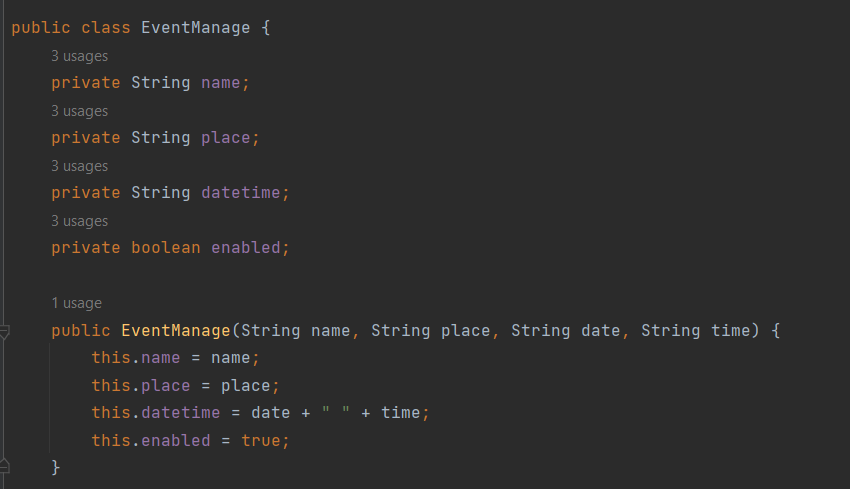 public class EventManage {
3 usages
private String name;
3 usages
private String place;
3 usages
private String datetime;
3 usages
private boolean enabled;
1 usage
public EventManage(String name, String place, String date, String time) {
this.name = name;
this.place = place;
this.datetime = date + " " + time;
this.enabled = true;
}